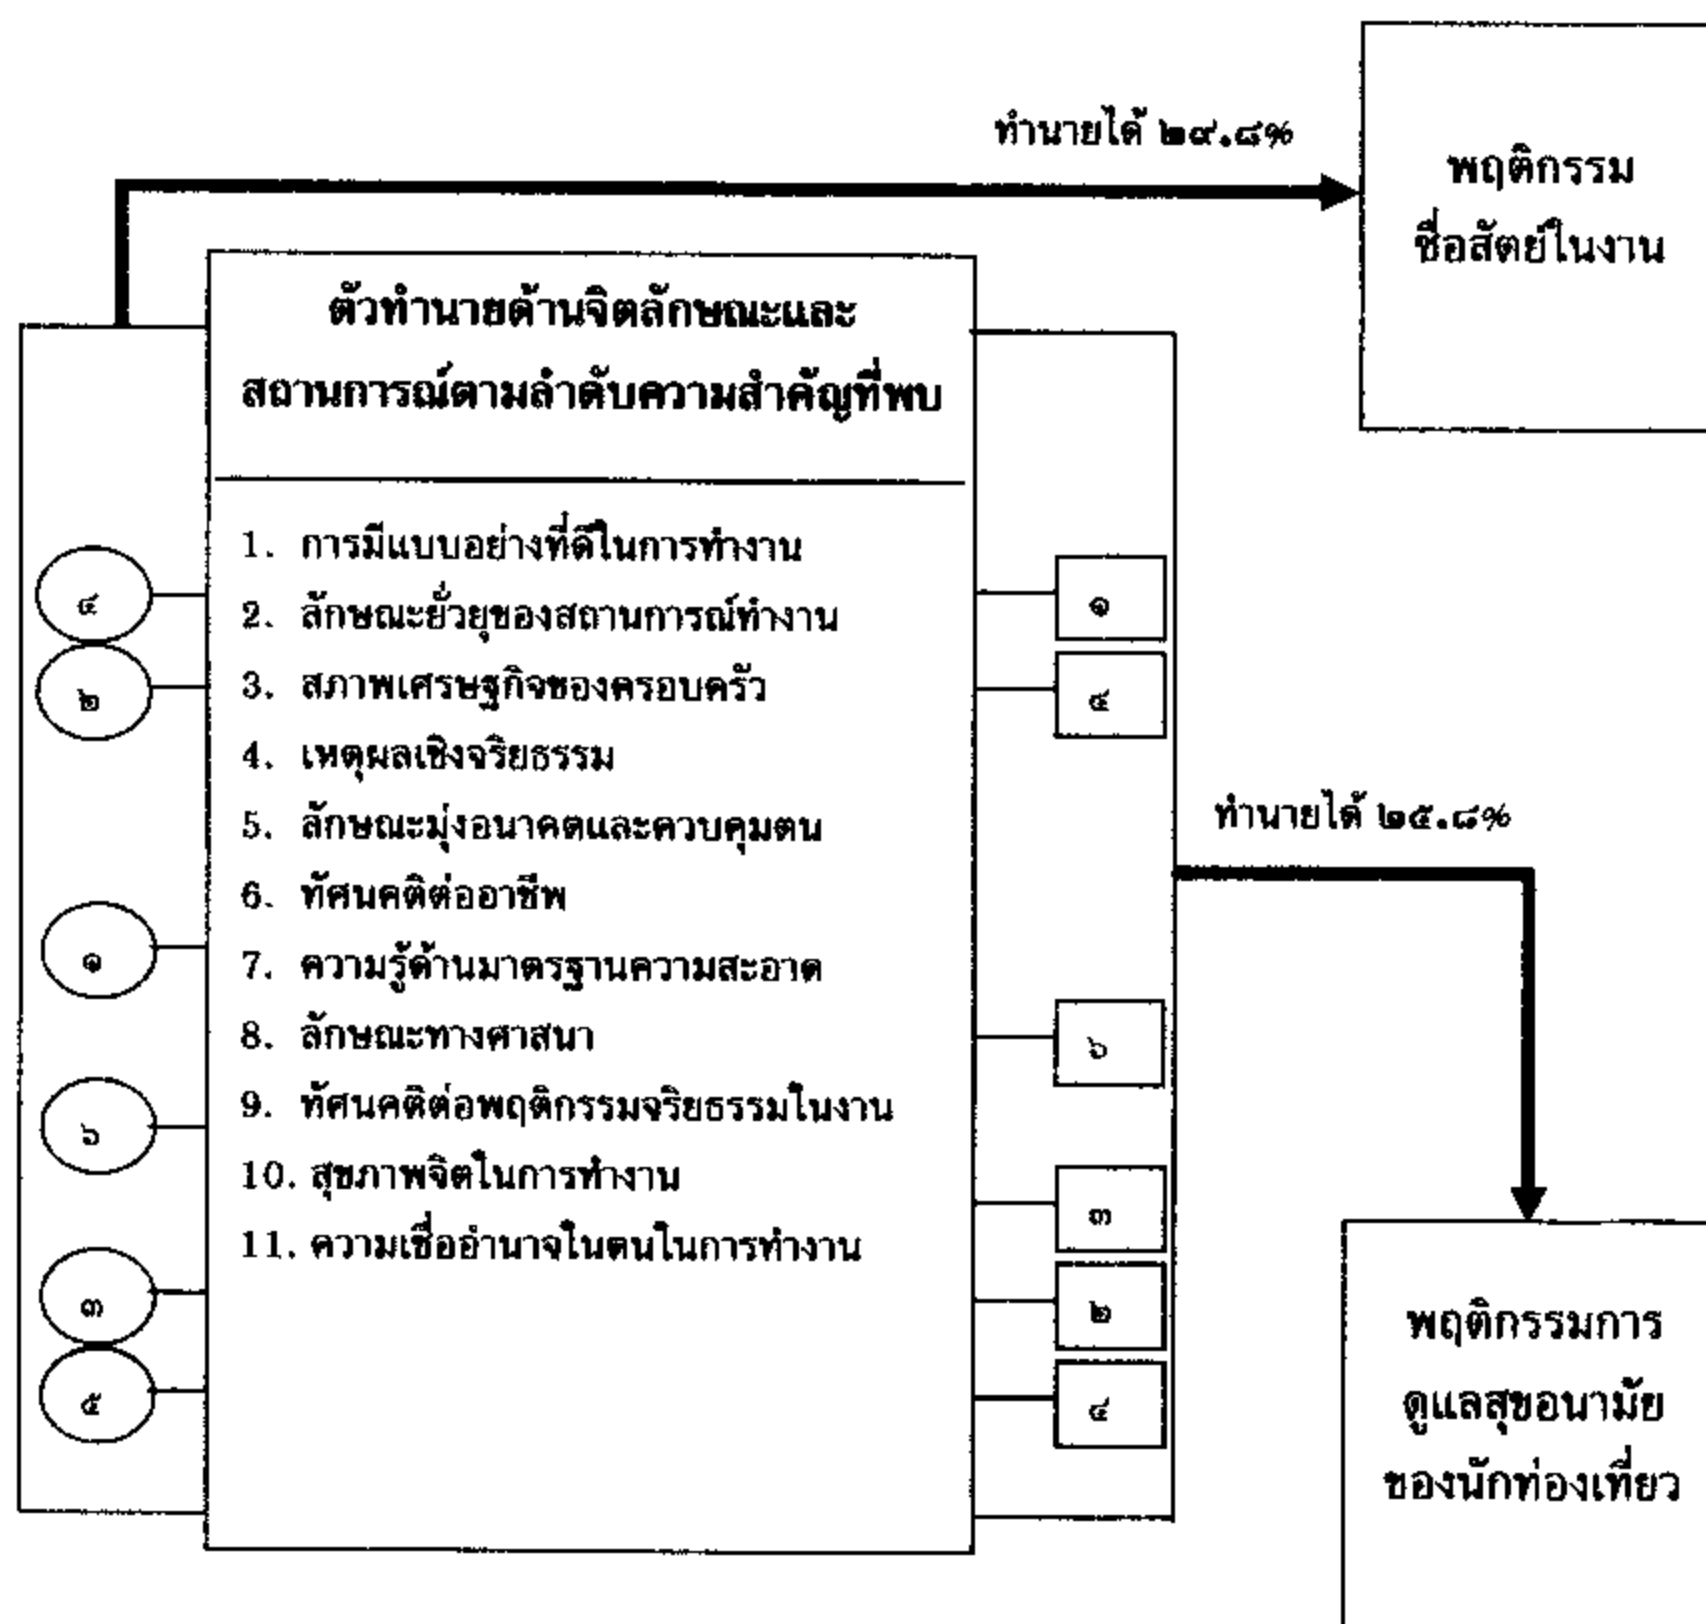 ทำนายได้ ๒๙.๘%
พฤติกรรม
ซื่อสัตย์ในงาน
ตัวทำนายด้านจิตลักษณะและ
สถานการณ์ตามลำดับความสำคัญที่พบ
1. การมีแบบอย่างที่ดีในการทำงาน
2. ลักษณะยั่วยุของสถานการณ์ทำงาน
3. สภาพเศรษฐกิจของครอบครัว
4. เหตุผลเชิงจริยธรรม
5. ลักษณะมุ่งอนาคตและควบคุมตน
6. ทัศนคติต่ออาชีพ
7. ความรู้ด้านมาตรฐานความสะอาด
8. ลักษณะทางศาสนา
9. ทัศนคติต่อพฤติกรรมจริยธรรมในงาน
10. สุขภาพจิตในการทำงาน
11. ความเชื่ออำนาจในตนในการทำงาน
๔
๒
๑
๖
๓
๕
๑
๕
๖
๓
๒
๔
ทำนายได้ ๒๕.๘%
พฤติกรรมการ
ดูแลสุขอนามัย
ของนักท่องเที่ยว